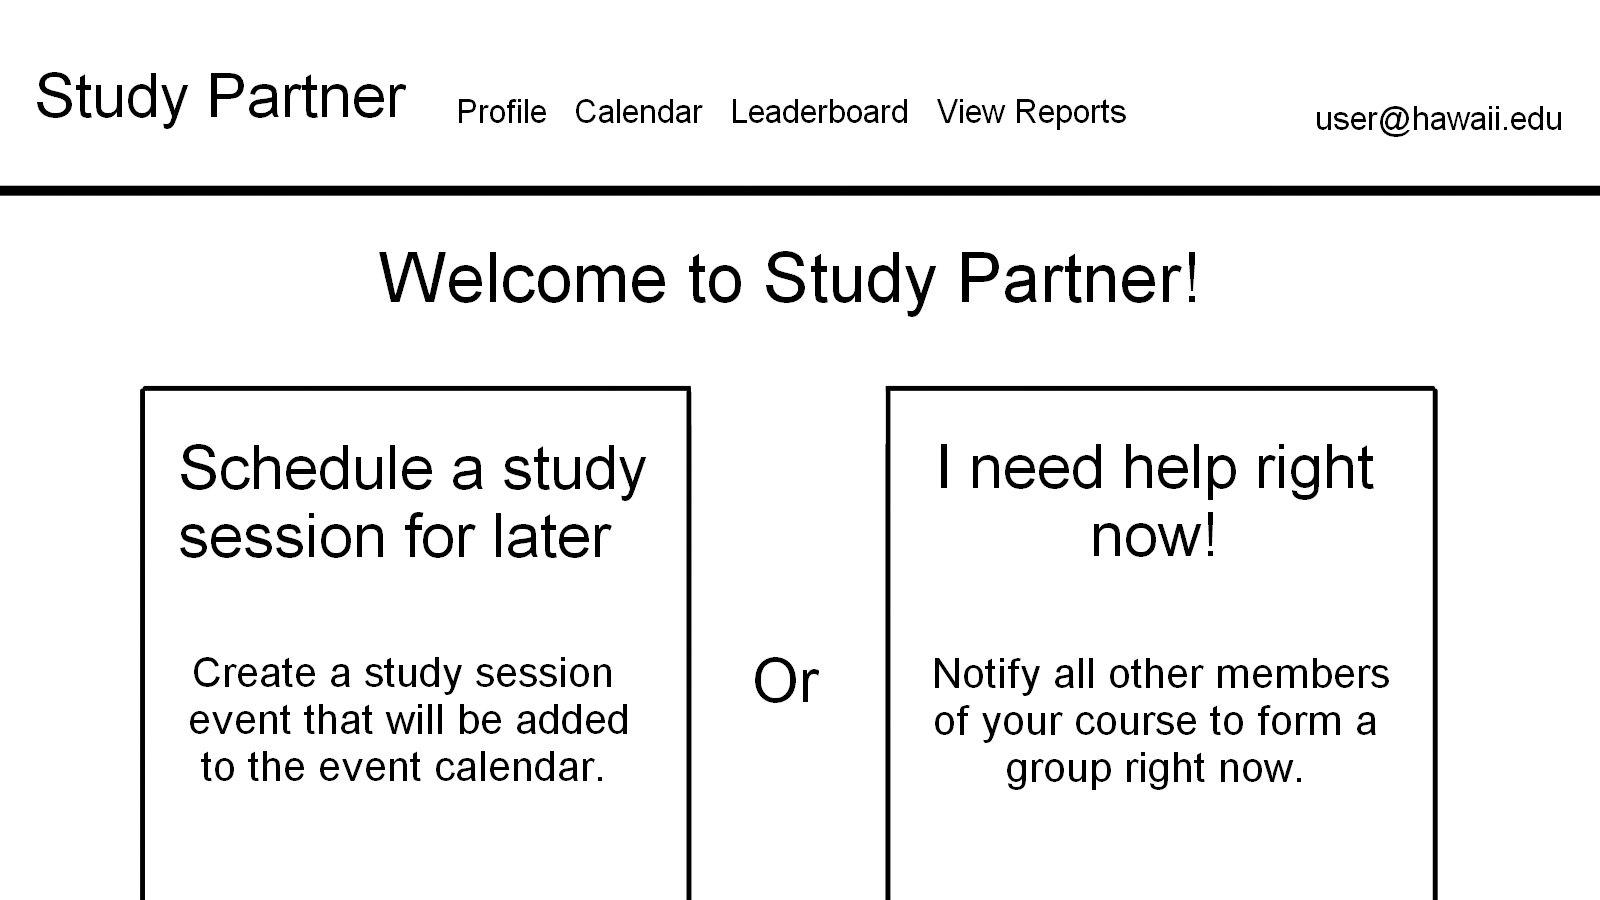 Study Partner Profile Calendar Leaderboard View Reports user@hawaii.edu
Welcome to Study Partner!
Schedule a study
session for later
Create a study session
event that will be added
to the event calendar.
Or
I need help right
now!
Notify all other members
of your course to form a
group right now.